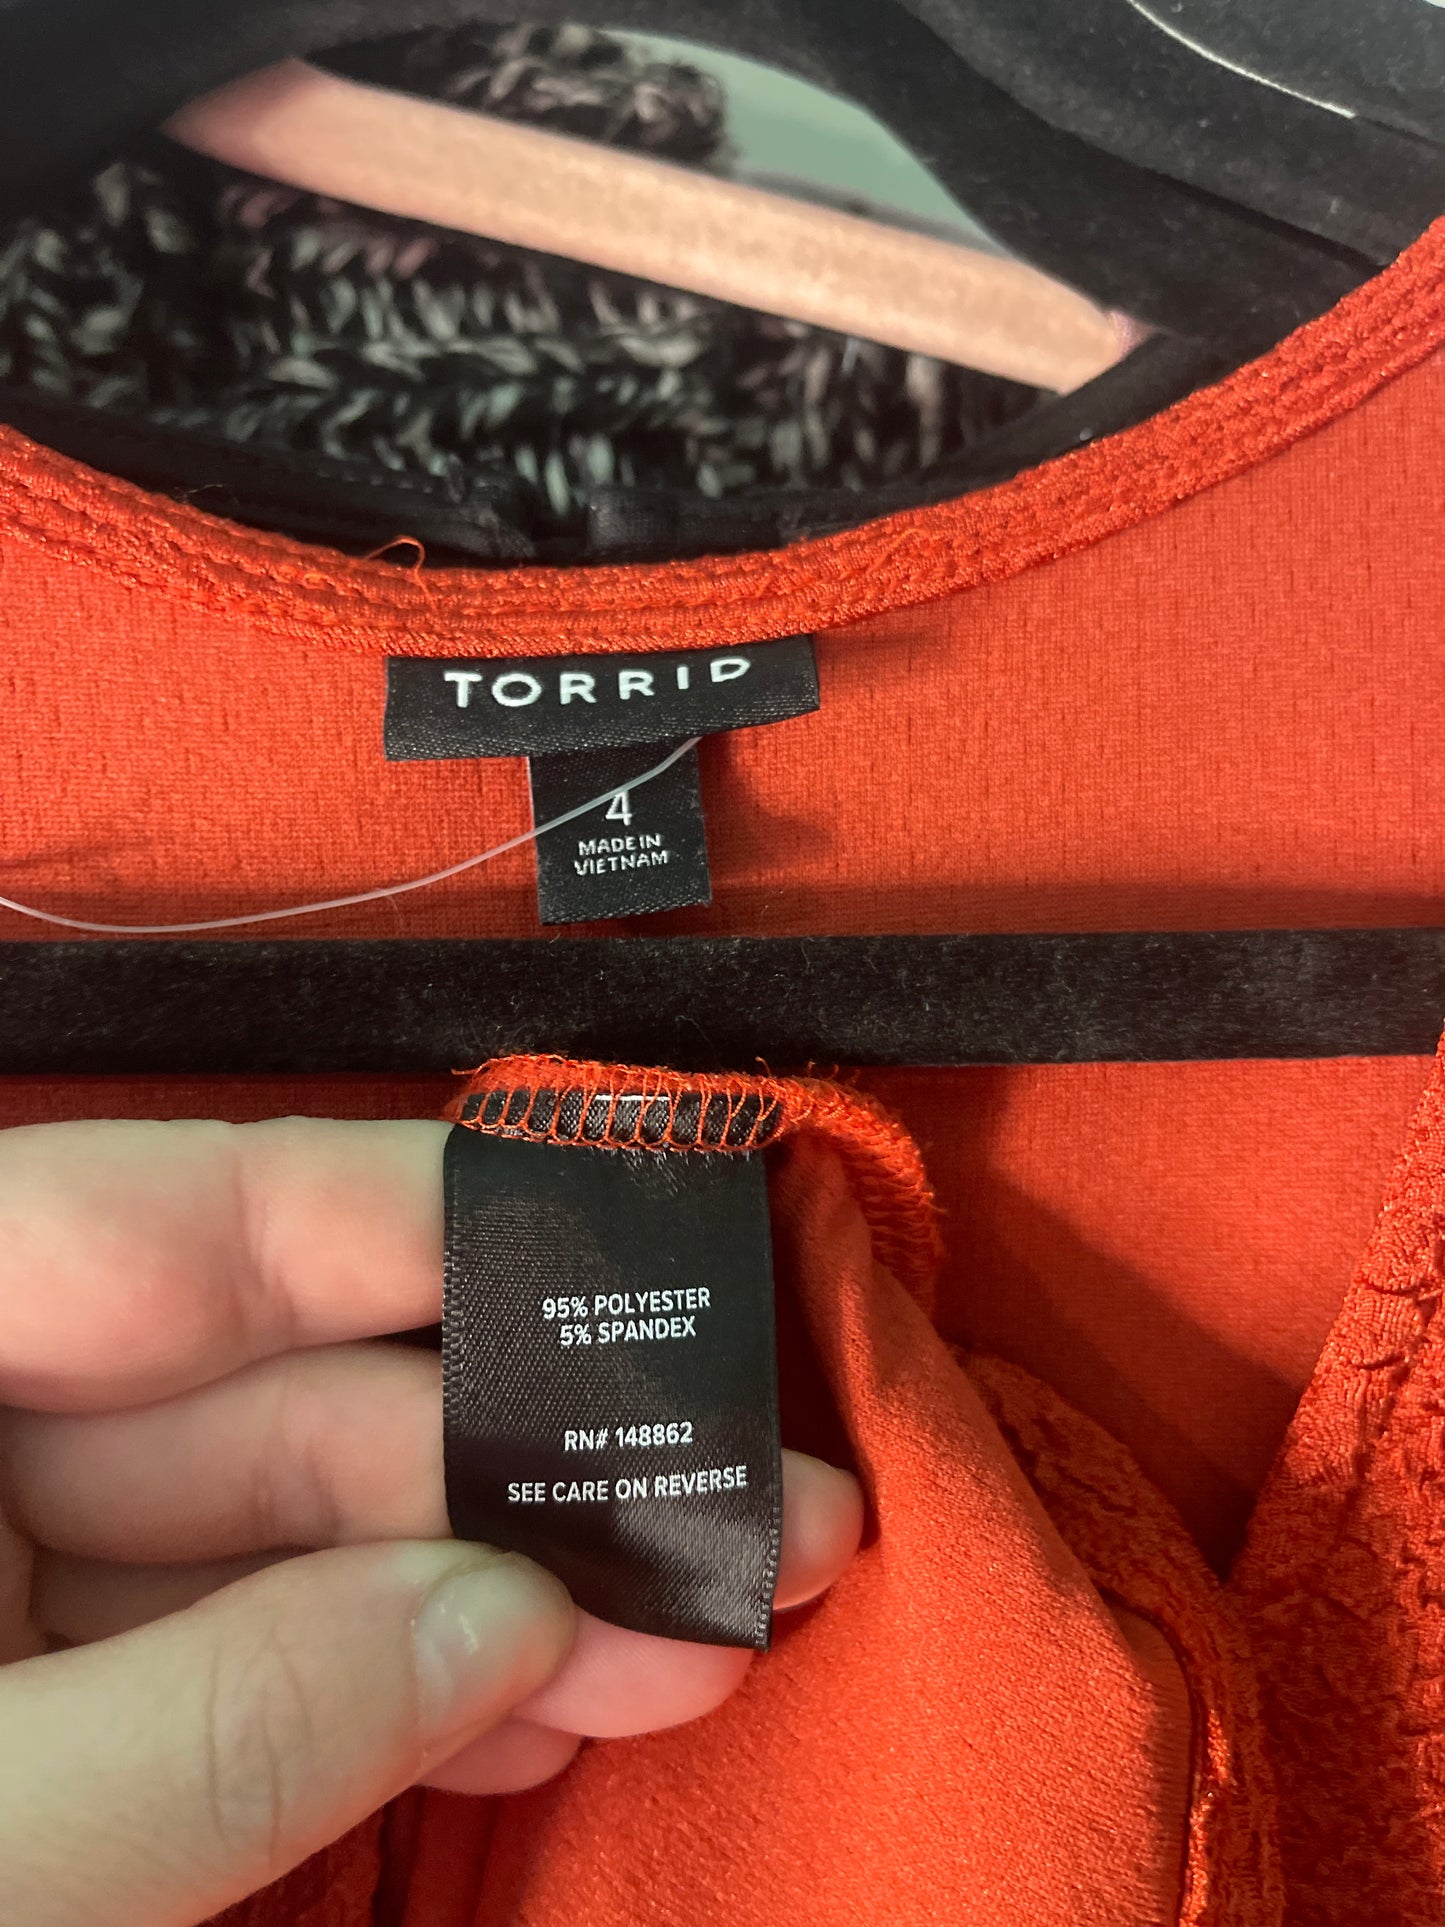 TORRID
4
MADE IN
VIETNAM
95% POLYESTER
5% SPANDEX
RN# 148862
SEE CARE ON REVERSE